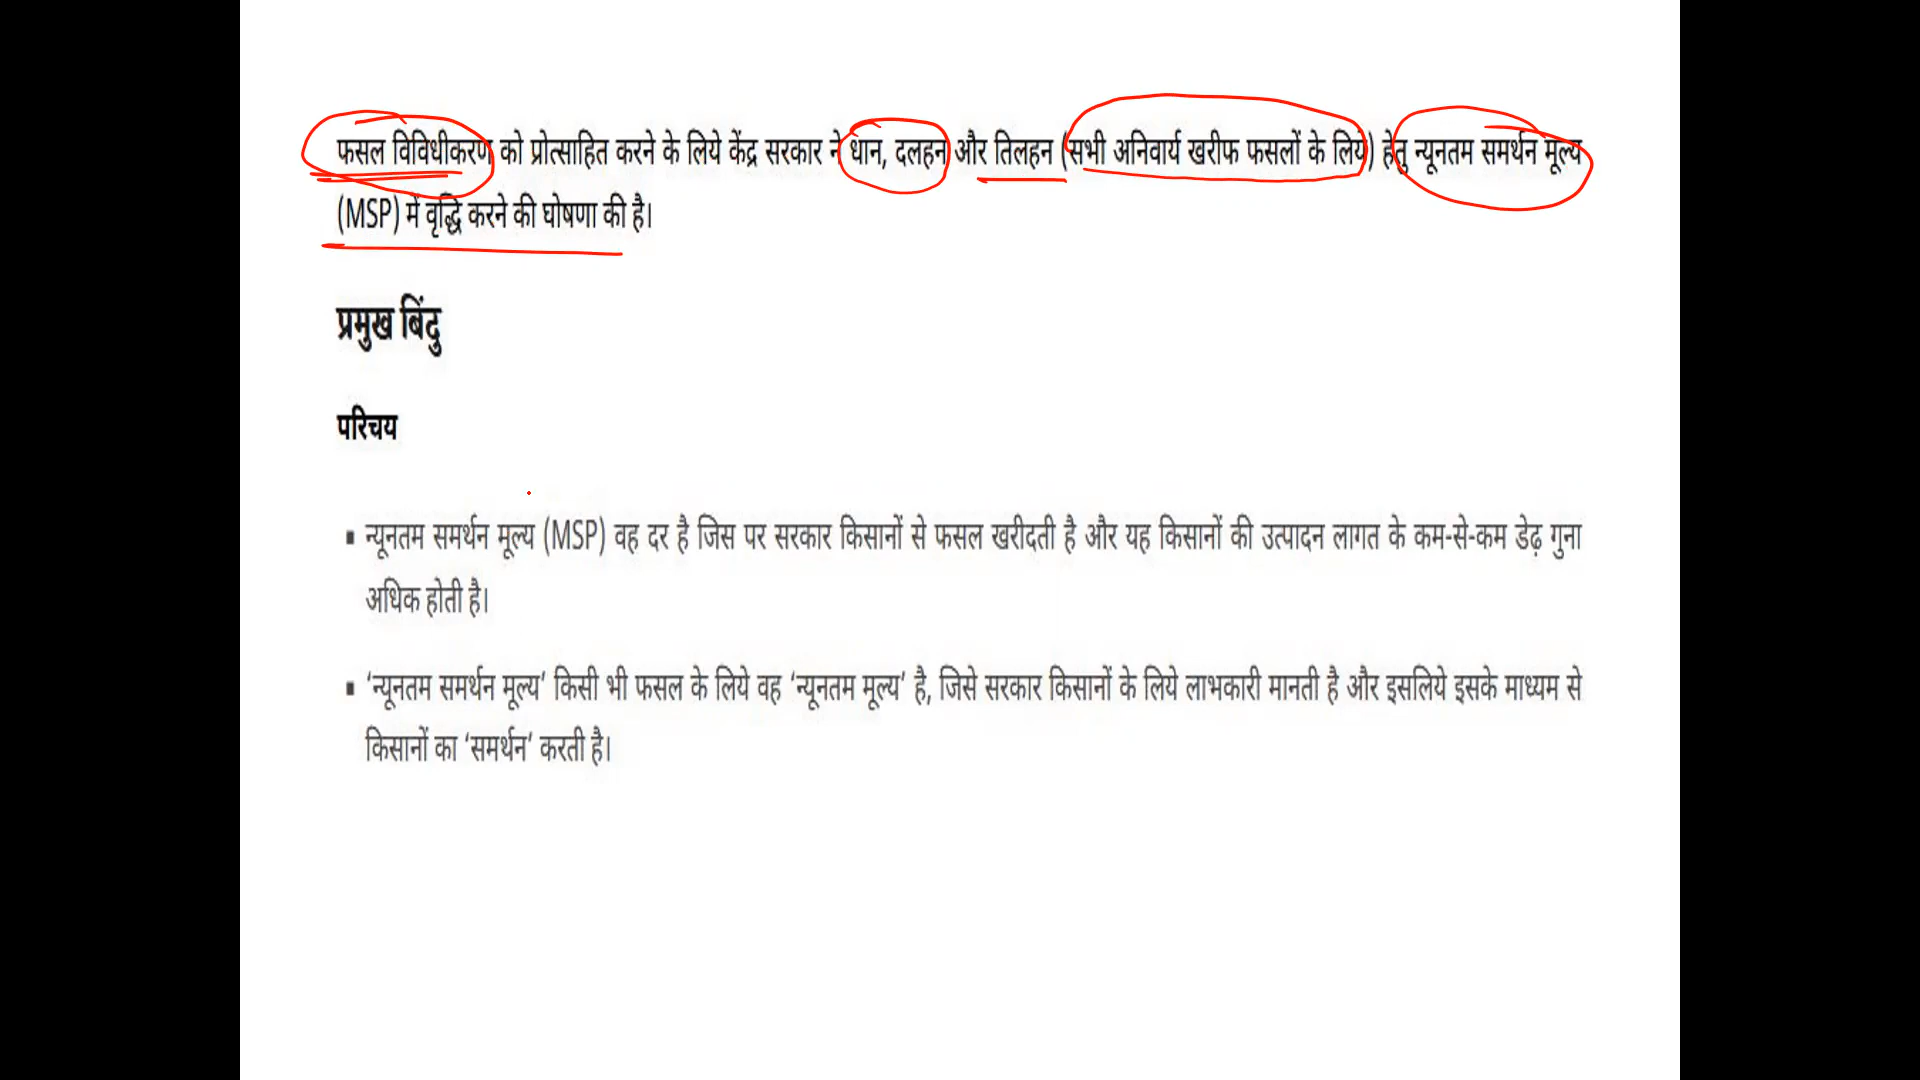 फसल विविधीकरण को प्रोत्साहित करने के लिये केंद्र सरकार ने धान, दलहन और तिलहन (सभी अनिवार्य खरीफ फसलों के लिये) हेतु न्यूनतम समर्थन मूल्य
(MSP) में वृद्धि करने की घोषणा की है।
प्रमुख बिंदु
परिचय
▪ न्यूनतम समर्थन मूल्य (MSP) वह दर है जिस पर सरकार किसानों से फसल खरीदती है और यह किसानों की उत्पादन लागत के कम-से-कम डेढ़ गुना
अधिक होती है।
▪ ‘न्यूनतम समर्थन मूल्य’ किसी भी फसल के लिये वह ‘न्यूनतम मूल्य’ है, जिसे सरकार किसानों के लिये लाभकारी मानती है और इसलिये इसके माध्यम से
किसानों का ‘समर्थन’ करती है।